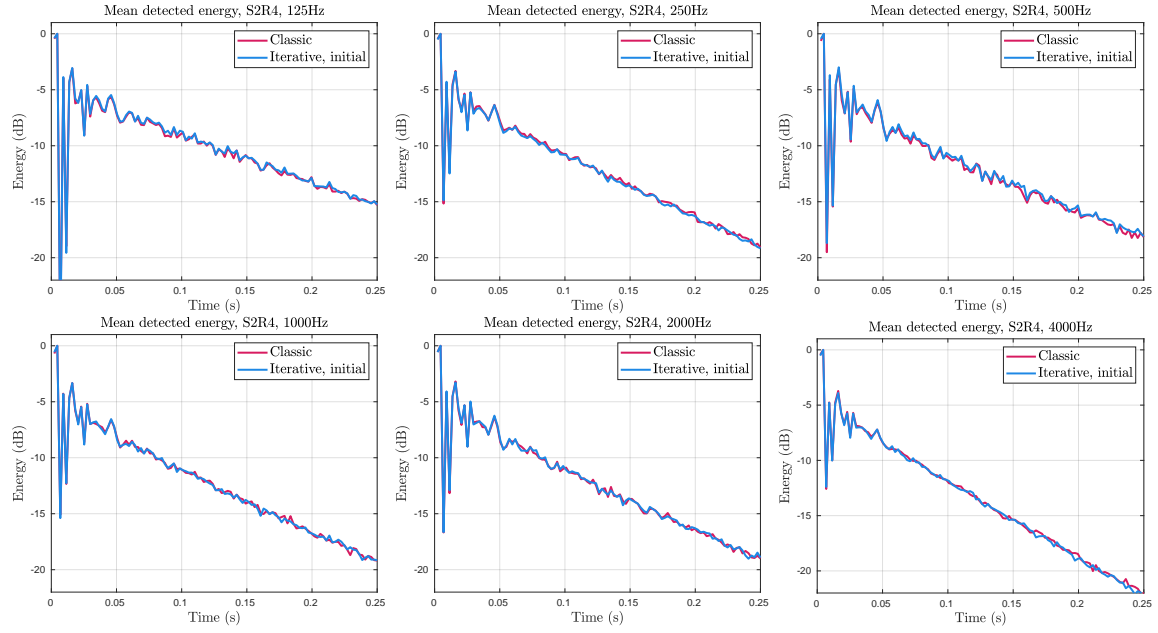 Mean detected energy, S2R4, 125Hz
Classic
Iterative, initial
0
-5
-10
-15
-20
Energy (dB)
0
0.05
0.1
0.15
0.2
0.25
Time (s)
Mean detected energy, S2R4, 250Hz
Classic
Iterative, initial
0
-5
-10
-15
-20
Energy (dB)
0
0.05
0.1
0.15
0.2
0.25
Time (s)
Mean detected energy, S2R4, 500Hz
Classic
Iterative, initial
0
-5
-10
-15
-20
Energy (dB)
0
0.05
0.1
0.15
0.2
0.25
Time (s)
Mean detected energy, S2R4, 1000Hz
Classic
Iterative, initial
0
-5
-10
-15
-20
Energy (dB)
0
0.05
0.1
0.15
0.2
0.25
Time (s)
Mean detected energy, S2R4, 2000Hz
Classic
Iterative, initial
0
-5
-10
-15
-20
Energy (dB)
0
0.05
0.1
0.15
0.2
0.25
Time (s)
Mean detected energy, S2R4, 4000Hz
Classic
Iterative, initial
0
-5
-10
-15
-20
Energy (dB)
0
0.05
0.1
0.15
0.2
0.25
Time (s)